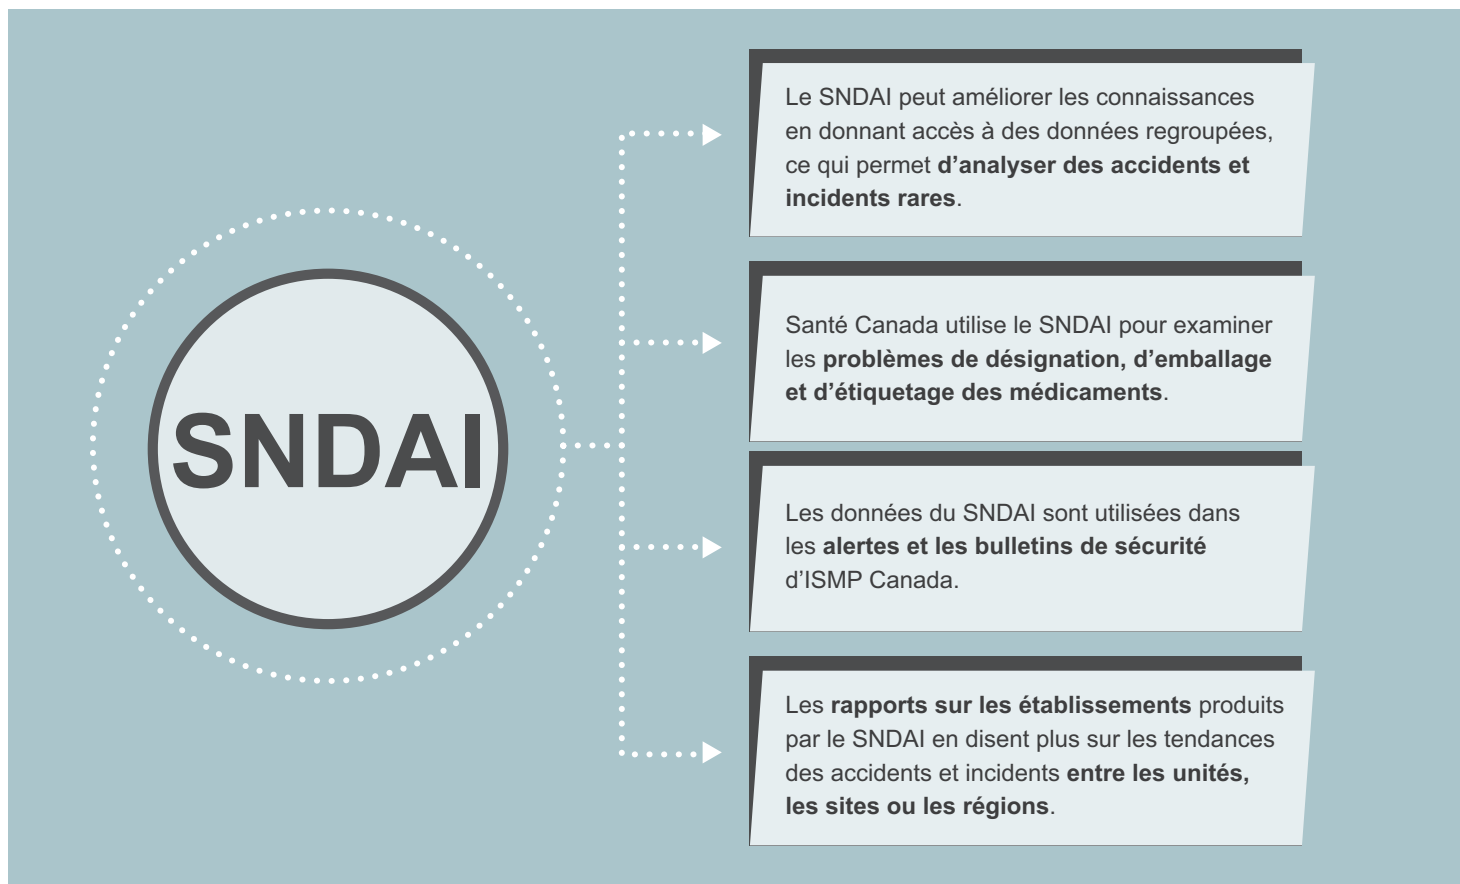 SNDAI
Le SNDAI peut améliorer les connaissances
en donnant accès à des données regroupées,
ce qui permet d’analyser des accidents et
incidents rares.
Santé Canada utilise le SNDAI pour examiner
les problèmes de désignation, d’emballage
et d’étiquetage des médicaments.
Les données du SNDAI sont utilisées dans
les alertes et les bulletins de sécurité
d’ISMP Canada.
Les rapports sur les établissements produits
par le SNDAI en disent plus sur les tendances
des accidents et incidents entre les unités,
les sites ou les régions.